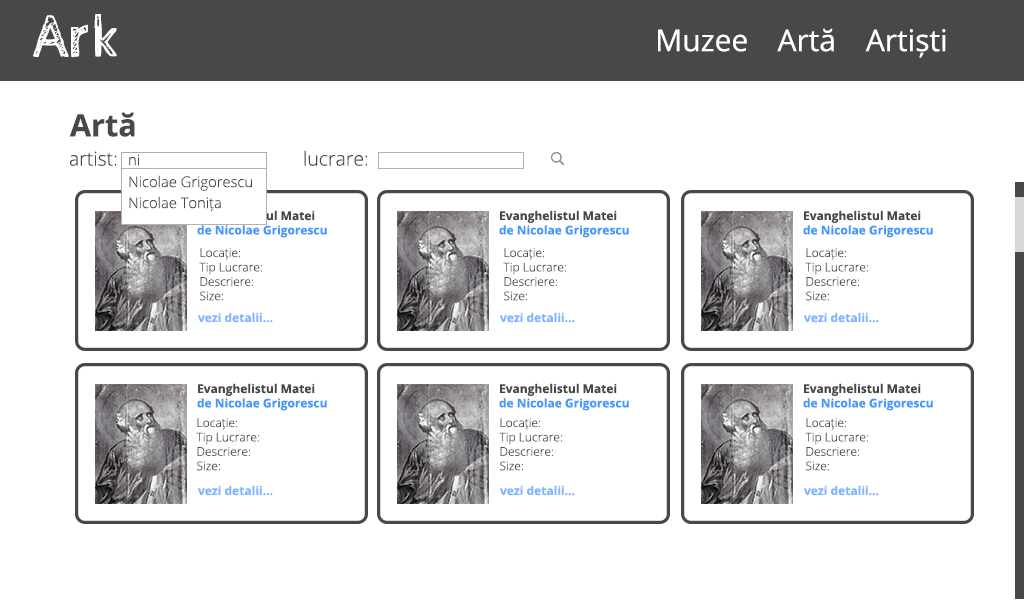 Ark
Muzee Artă Artiști
Artă
artist: ni lucrare:
Nicolae Grigorescu
Nicolae Tonița
ul Matei
de Nicolae Grigorescu
Locație:
Tip Lucrare:
Descriere:
Size:
vezi detalii...
Evanghelistul Matei
de Nicolae Grigorescu
Locație:
Tip Lucrare:
Descriere:
Size:
vezi detalii...
Evanghelistul Matei
de Nicolae Grigorescu
Locație:
Tip Lucrare:
Descriere:
Size:
vezi detalii...
Evanghelistul Matei
de Nicolae Grigorescu
Locație:
Tip Lucrare:
Descriere:
Size:
vezi detalii...
Evanghelistul Matei
de Nicolae Grigorescu
Locație:
Tip Lucrare:
Descriere:
Size:
vezi detalii...
Evanghelistul Matei
de Nicolae Grigorescu
Locație:
Tip Lucrare:
Descriere:
Size:
vezi detalii...